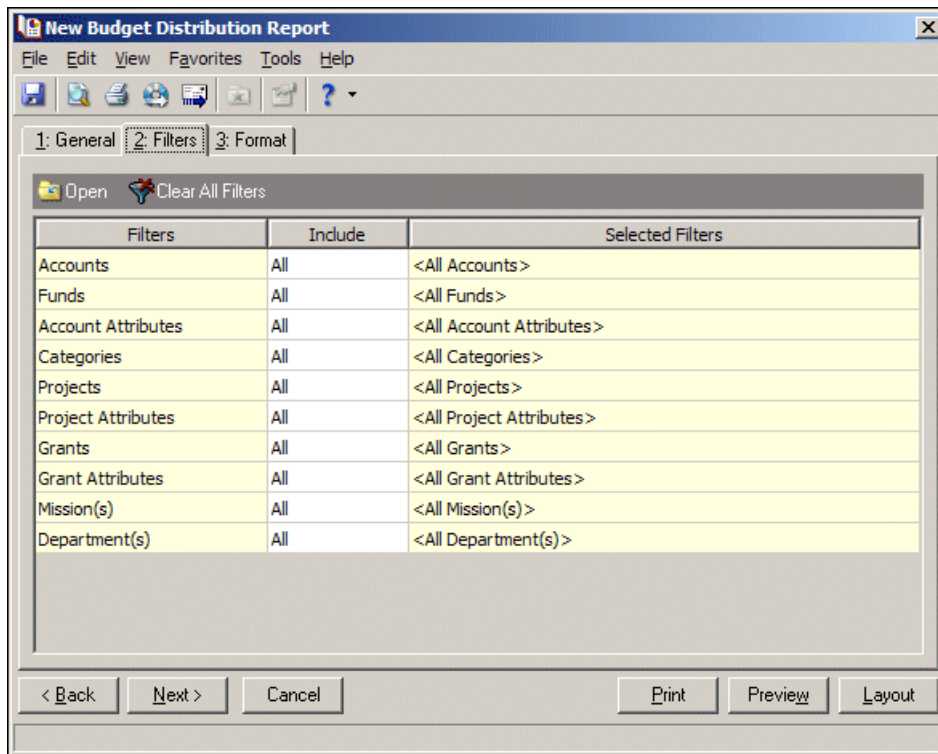 New Budget Distribution Report
File Edit View Favorites Tools Help
1: General 2: Filters 3: Format
Open Clear All Filters
Filters Include Selected Filters
Accounts All <All Accounts>
Funds All <All Funds>
Account Attributes All <All Account Attributes>
Categories All <All Categories>
Projects All <All Projects>
Project Attributes All <All Project Attributes>
Grants All <All Grants>
Grant Attributes All <All Grant Attributes>
Mission(s) All <All Mission(s)>
Department(s) All <All Department(s)>
< Back Next > Cancel Print Preview Layout